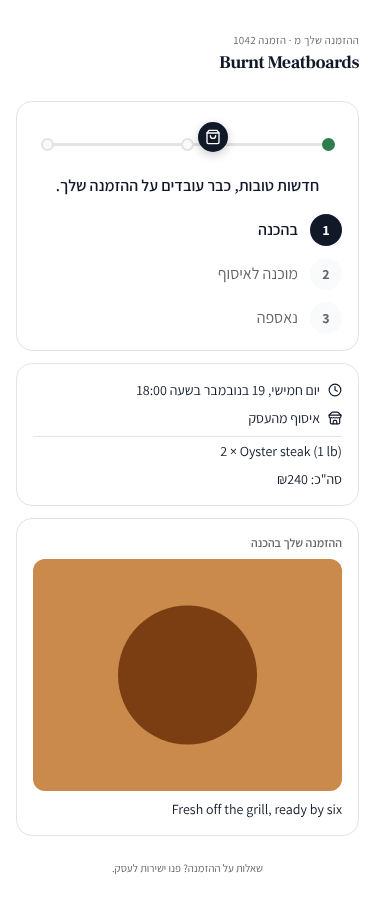 ההזמנה שלך מ · הזמנה 1042
Burnt Meatboards
חדשות טובות, כבר עובדים על ההזמנה שלך.
1 בהכנה
2 מוכנה לאיסוף
3 נאספה
יום חמישי, 19 בנובמבר בשעה 18:00
איסוף מהעסק
2 × Oyster steak (1 lb)
סה"כ: ₪240
ההזמנה שלך בהכנה
Fresh off the grill, ready by six
שאלות על ההזמנה? פנו ישירות לעסק.